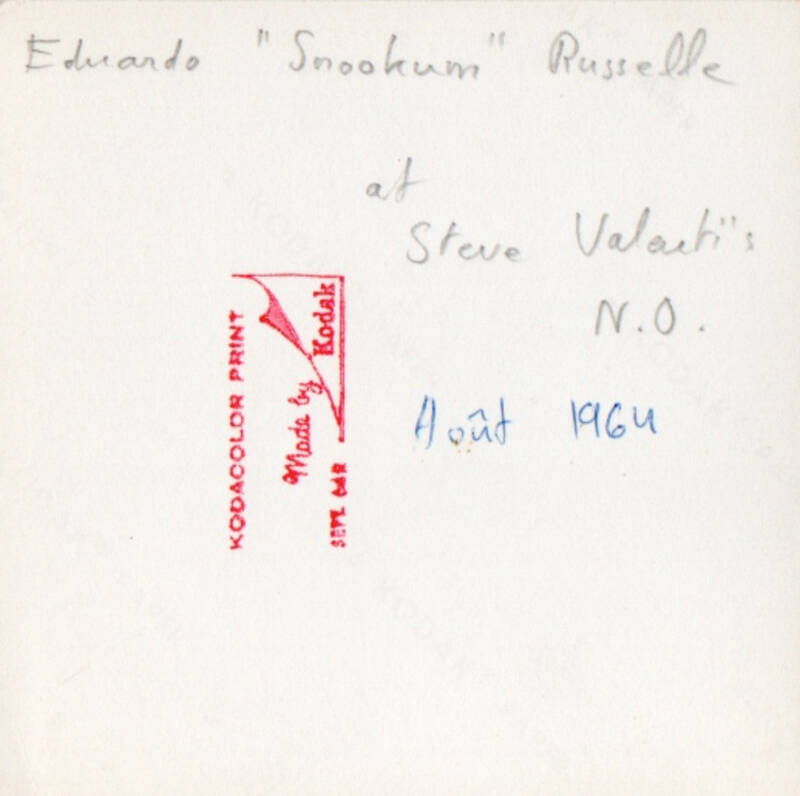 Eduardo "Snookum" Russelle
at
Steve Valenti's
N.O.
Août 1964
KODACOLOR PRINT
Made by Kodak
SEPT. 64R